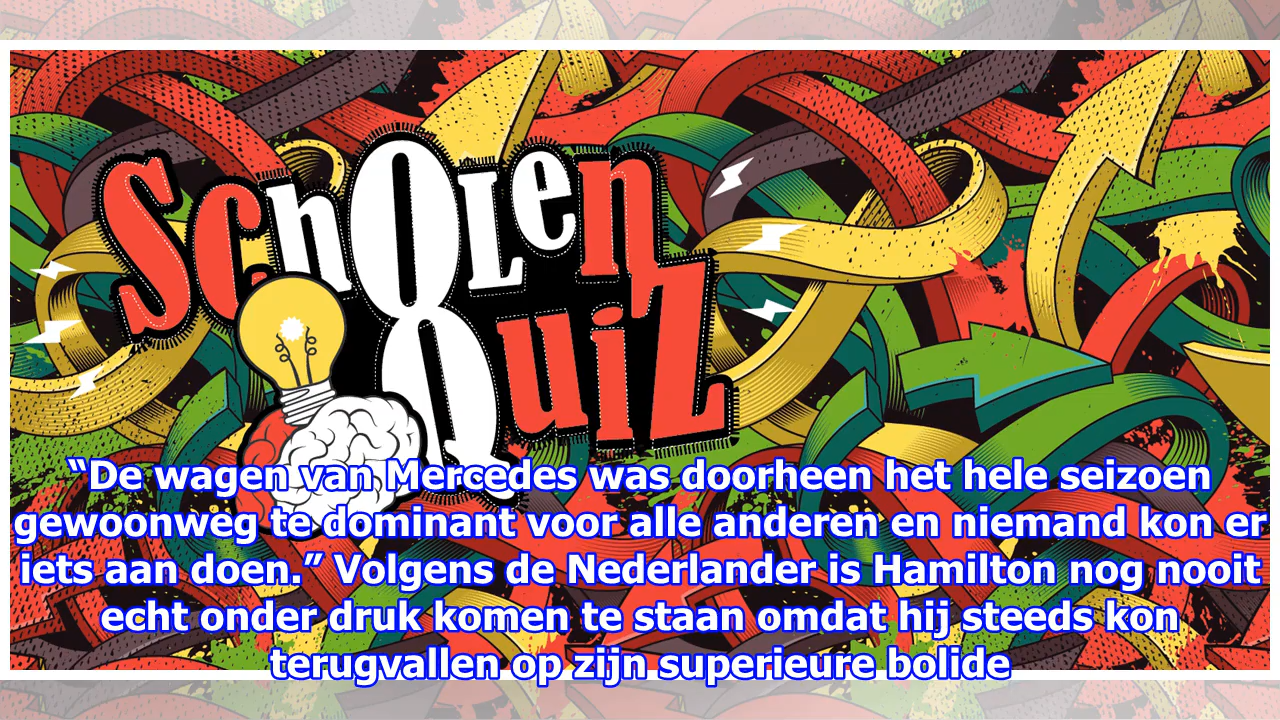 Scholen
Quiz
“De wagen van Mercedes was doorheen het hele seizoen
gewoonweg te dominant voor alle anderen en niemand kon er
iets aan doen.” Volgens de Nederlander is Hamilton nog nooit
echt onder druk komen te staan omdat hij steeds kon
terugvallen op zijn superieure bolide